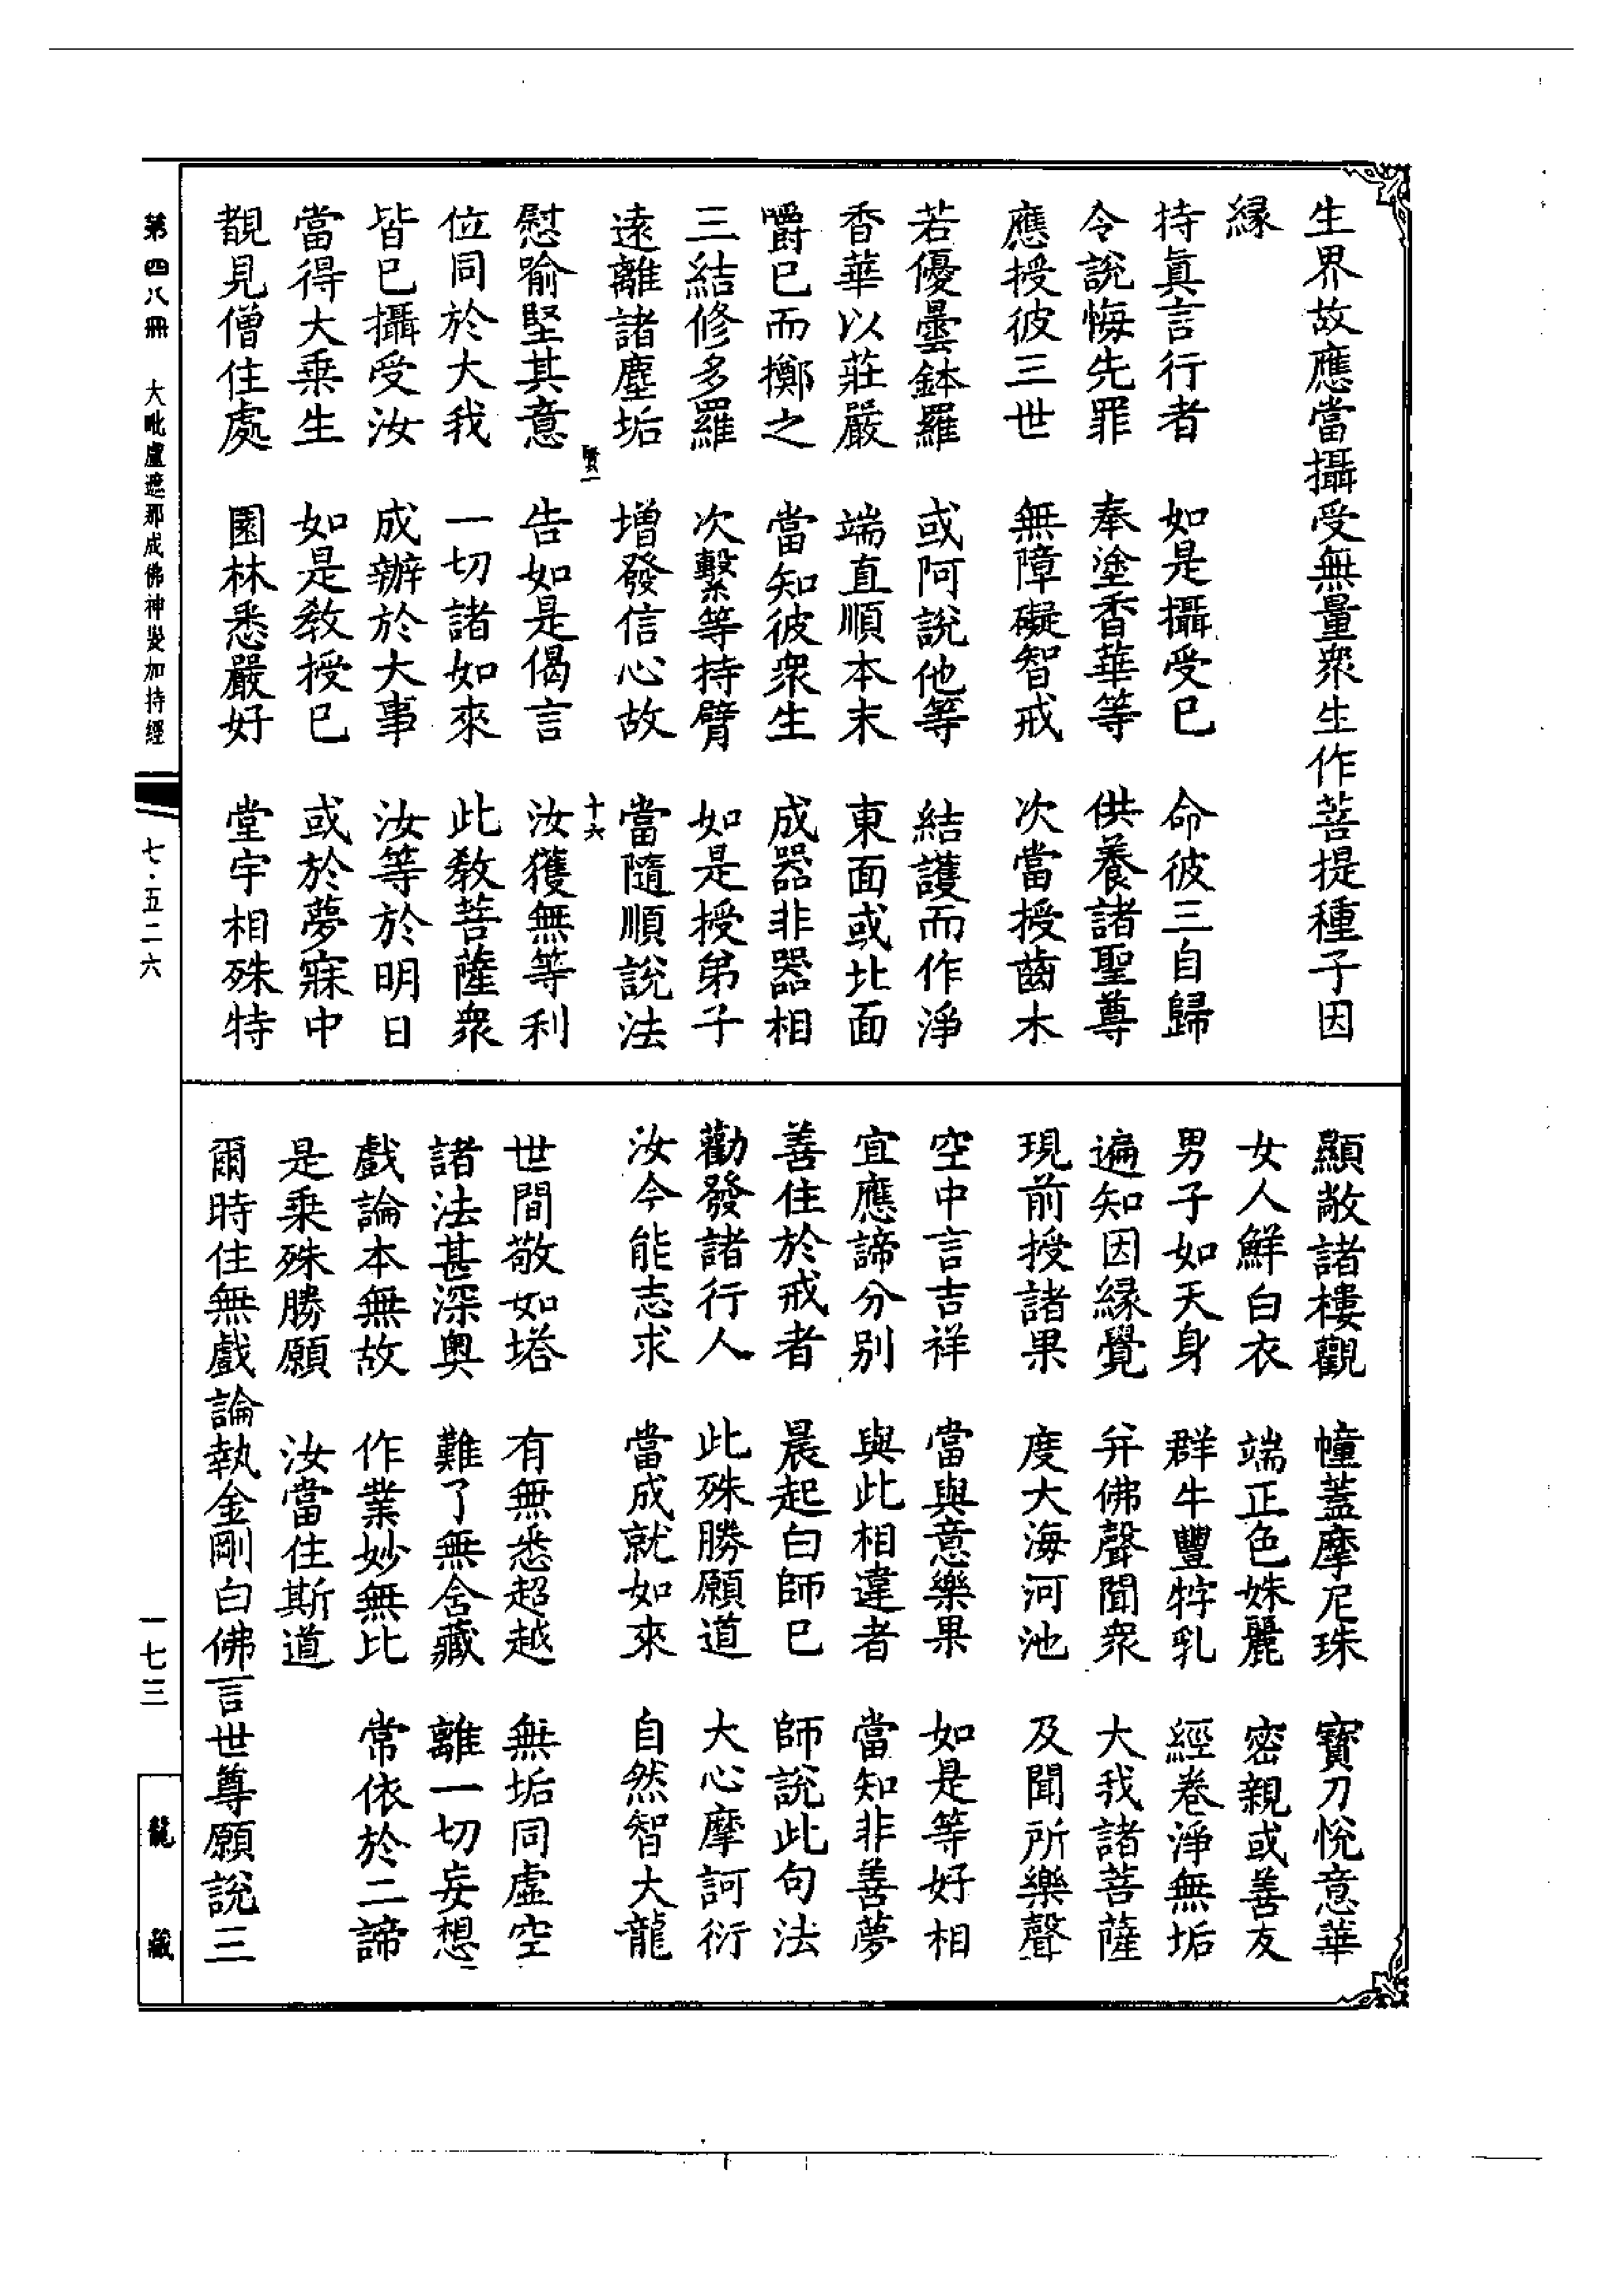 生界故應當攝受無量衆生作菩提種子因
縁
持眞言行者　如是攝受已　命彼三自歸
令說悔先罪　奉塗香華等　供養諸聖尊
應授彼三世　無障礙智戒　次當授齒木
若優曇鉢羅　或阿說他等　結護而作淨
香華以莊嚴　端直順本末　東面或北面
嚼已而擲之　當知彼衆生　成器非器相
三結修多羅　次繫等持臂　如是授弟子
遠離諸塵垢　增發信心故　當隨順說法
賢一　十六
慰喻堅其意　告如是偈言　汝獲無等利
位同於大我　一切諸如來　此教菩薩衆
皆已攝受汝　成辦於大事　汝等於明日
當得大乘生　如是教授已　或於夢寐中
覩見僧住處　園林悉嚴好　堂宇相殊特
顯敞諸樓觀　幢蓋摩尼珠　寶刀悅意華
女人鮮白衣　端正色姝麗　密親或善友
男子如天身　群牛豐牸乳　經卷淨無垢
遍知因縁覺　并佛聲聞衆　大我諸菩薩
現前授諸果　度大海河池　及聞所樂聲
空中言吉祥　當與意樂果　如是等好相
宜應諦分別　與此相違者　當知非善夢
善住於戒者　晨起白師已　師說此句法
勸發諸行人　此殊勝願道　大心摩訶衍
汝今能志求　當成就如來　自然智大龍
世間敬如塔　有無悉超越　無垢同虛空
諸法甚深奧　難了無含藏　離一切妄想
戲論本無故　作業妙無比　常依於二諦
是乘殊勝願　汝當住斯道
爾時住無戲論執金剛白佛言世尊願說三
第四八冊　大毗盧遮那成佛神變加持經
七·五二六
一七三
龍藏